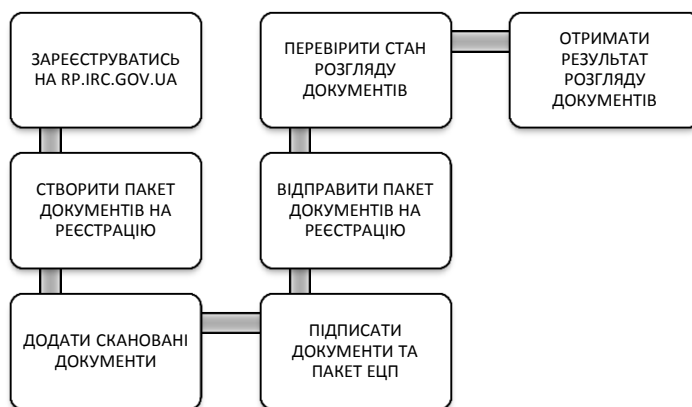 ЗАРЕЄСТРУВАТИСЬ
НА RP.IRC.GOV.UA
СТВОРИТИ ПАКЕТ
ДОКУМЕНТІВ НА
РЕЄСТРАЦІЮ
ДОДАТИ СКАНОВАНІ
ДОКУМЕНТИ
ПІДПИСАТИ
ДОКУМЕНТИ ТА
ПАКЕТ ЕЦП
ВІДПРАВИТИ ПАКЕТ
ДОКУМЕНТІВ НА
РЕЄСТРАЦІЮ
ПЕРЕВІРИТИ СТАН
РОЗГЛЯДУ
ДОКУМЕНТІВ
ОТРИМАТИ
РЕЗУЛЬТАТ
РОЗГЛЯДУ
ДОКУМЕНТІВ